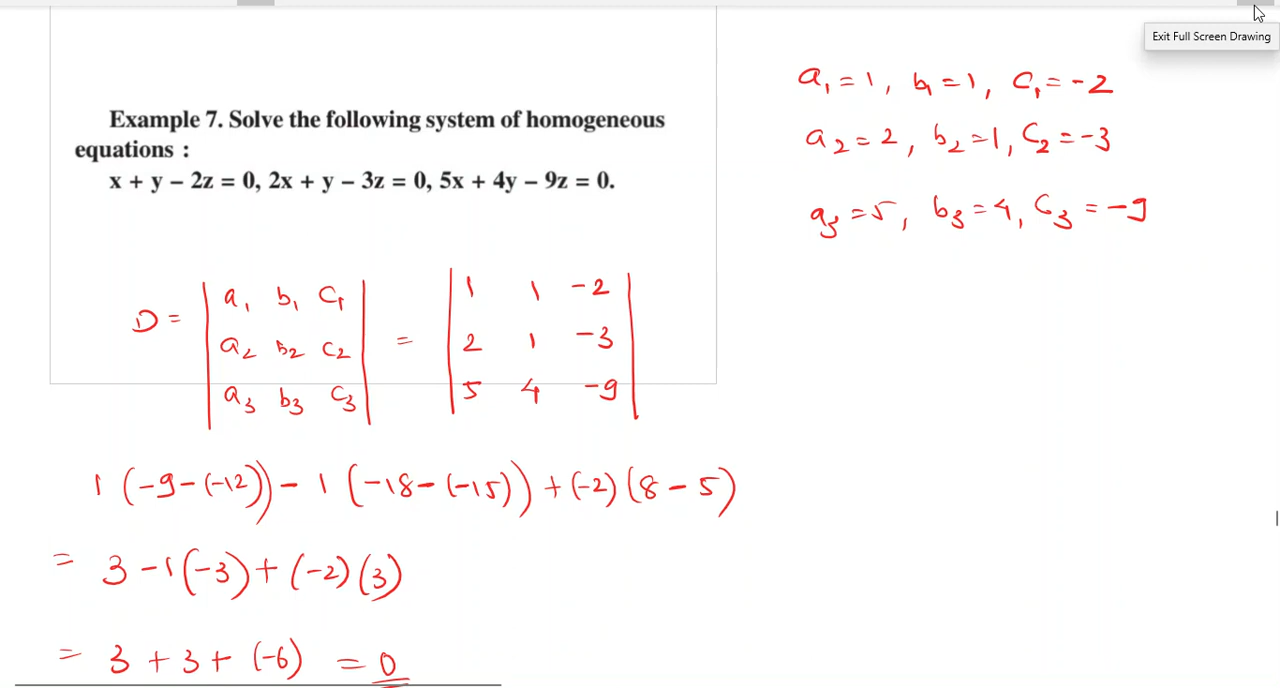 Exit Full Screen Drawing
Example 7. Solve the following system of homogeneous
equations :
x + y – 2z = 0, 2x + y – 3z = 0, 5x + 4y – 9z = 0.
a₁ = 1, b₁ = 1, c₁ = -2
a₂ = 2, b₂ = 1, c₂ = -3
a₃ = 5, b₃ = 4, c₃ = -9
D = | a₁ b₁ c₁ | = | 1 1 -2 |
| a₂ b₂ c₂ | | 2 1 -3 |
| a₃ b₃ c₃ | | 5 4 -9 |
1 (-9-(-12)) - 1 (-18-(-15)) + (-2) (8 - 5)
= 3 - 1 (-3) + (-2) (3)
= 3 + 3 + (-6) = 0